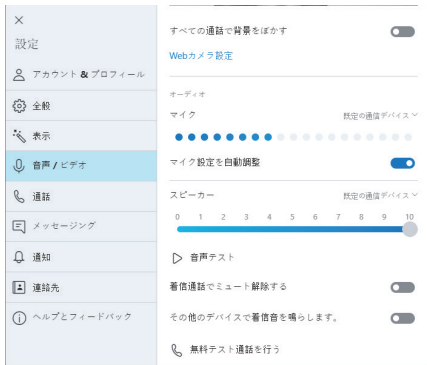 設定
アカウント & プロフィール
全般
表示
音声 / ビデオ
通話
メッセージング
通知
連絡先
ヘルプとフィードバック
すべての通話で背景をぼかす
Webカメラ設定
オーディオ
マイク 既定の通信デバイス
マイク設定を自動調整
スピーカー 既定の通信デバイス
0 1 2 3 4 5 6 7 8 9 10
音声テスト
着信通話でミュート解除する
その他のデバイスで着信音を鳴らします。
無料テスト通話を行う